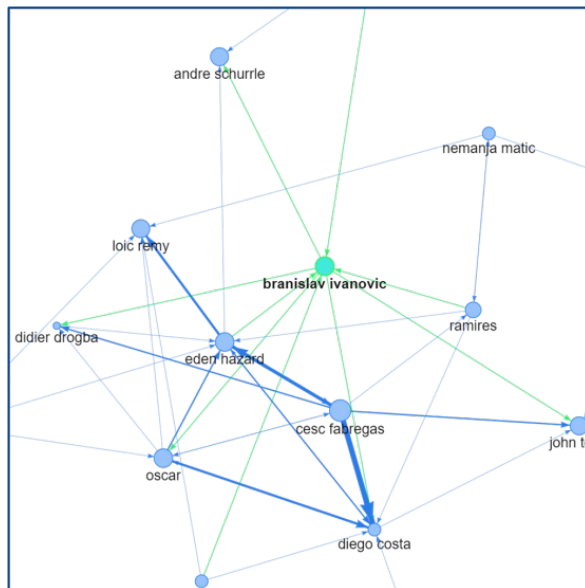 andre schurrle
nemanja matic
loic remy
branislav ivanovic
ramires
didier drogba
eden hazard
cesc fabregas
john t
oscar
diego costa